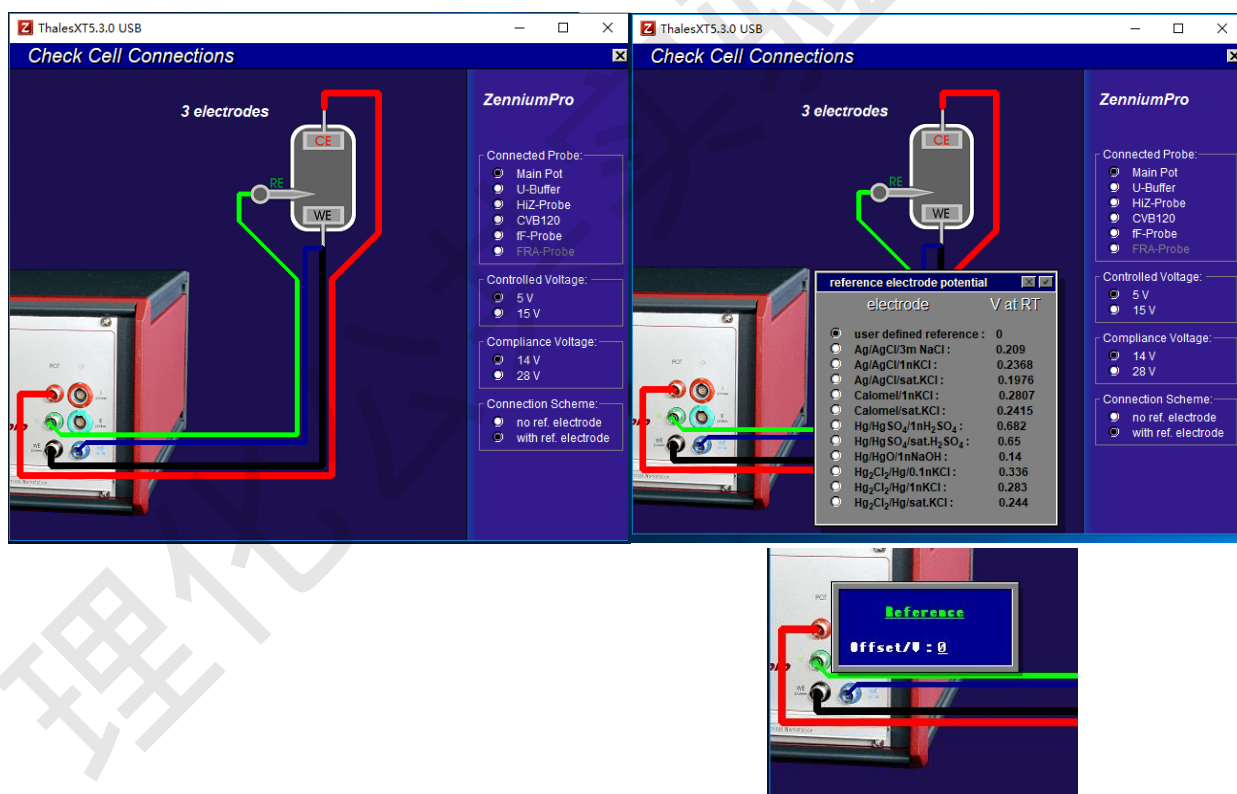 ThalesXT5.3.0 USB
Check Cell Connections
3 electrodes
CE
RE
WE
POT
WE
ZenniumPro
Connected Probe:
Main Pot
U-Buffer
HiZ-Probe
CVB120
fF-Probe
FRA-Probe
Controlled Voltage:
5 V
15 V
Compliance Voltage:
14 V
28 V
Connection Scheme:
no ref. electrode
with ref. electrode
ThalesXT5.3.0 USB
Check Cell Connections
3 electrodes
CE
RE
WE
POT
WE
reference electrode potential
electrode V at RT
user defined reference : 0
Ag/AgCl/3m NaCl : 0.209
Ag/AgCl/1nKCl : 0.2368
Ag/AgCl/sat.KCl : 0.1976
Calomel/1nKCl : 0.2807
Calomel/sat.KCl : 0.2415
Hg/HgSO₄/1nH₂SO₄ : 0.682
Hg/HgSO₄/sat.H₂SO₄ : 0.65
Hg/HgO/1nNaOH : 0.14
Hg₂Cl₂/Hg/0.1nKCl : 0.336
Hg₂Cl₂/Hg/1nKCl : 0.283
Hg₂Cl₂/Hg/sat.KCl : 0.244
ZenniumPro
Connected Probe:
Main Pot
U-Buffer
HiZ-Probe
CVB120
fF-Probe
FRA-Probe
Controlled Voltage:
5 V
15 V
Compliance Voltage:
14 V
28 V
Connection Scheme:
no ref. electrode
with ref. electrode
POT
WE
Reference
Offset/V : 0
理化公共实验